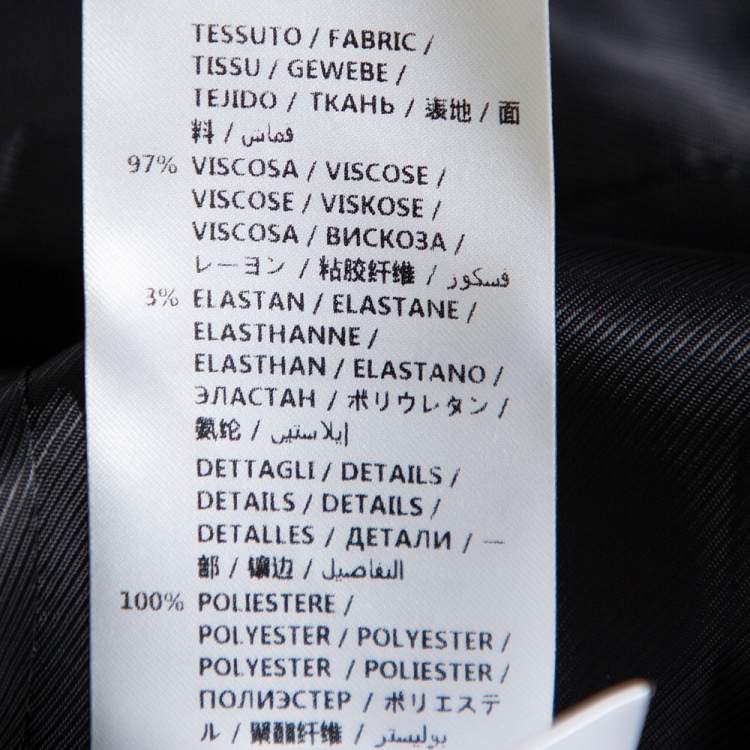 TESSUTO / FABRIC /
TISSU / GEWEBE /
TEJIDO / ТКАНЬ / 表地 / 面
料 / قماش
97% VISCOSA / VISCOSE /
VISCOSE / VISKOSE /
VISCOSA / ВИСКОЗА /
レーヨン / 粘胶纤维 / فسكوز
3% ELASTAN / ELASTANE /
ELASTHANNE /
ELASTHAN / ELASTANO /
ЭЛАСТАН / ポリウレタン /
氨纶 / إيلاستين
DETTAGLI / DETAILS /
DETAILS / DETAILS /
DETALLES / ДЕТАЛИ / 一
部 / 镶边 / التفاصيل
100% POLIESTERE /
POLYESTER / POLYESTER /
POLYESTER / POLIESTER /
ПОЛИЭСТЕР / ポリエステ
ル / 聚酯纤维 / بوليستر